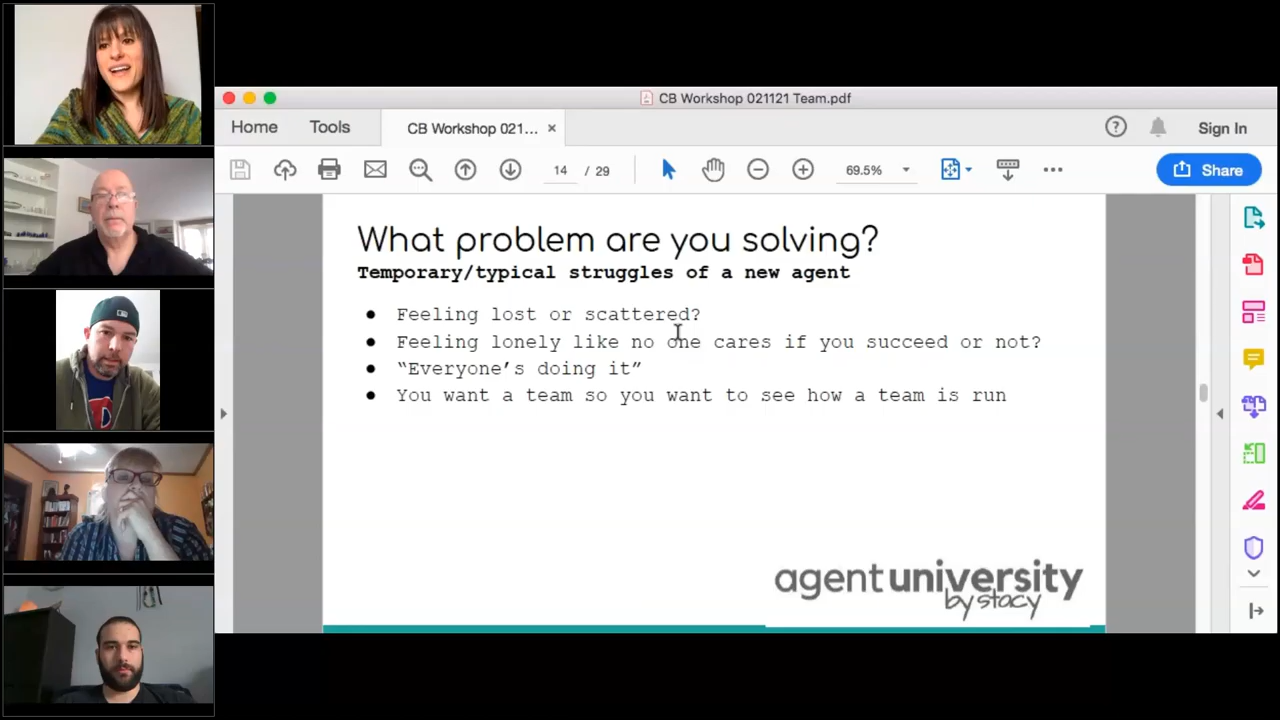 CB Workshop 021121 Team.pdf
Home
Tools
CB Workshop 021...
Sign In
14 / 29
69.5%
Share
What problem are you solving?
Temporary/typical struggles of a new agent
● Feeling lost or scattered?
● Feeling lonely like no one cares if you succeed or not?
● “Everyone’s doing it”
● You want a team so you want to see how a team is run
agent university
by stacy